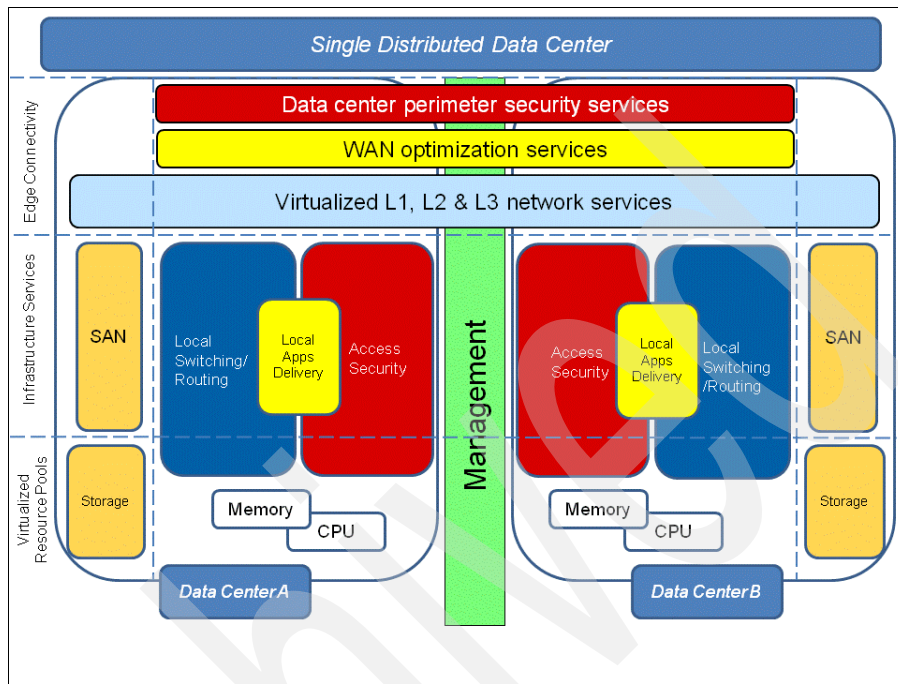 Single Distributed Data Center
Edge Connectivity
Data center perimeter security services
WAN optimization services
Virtualized L1, L2 & L3 network services
Infrastructure Services
SAN
Local
Switching/
Routing
Local
Apps
Delivery
Access
Security
Management
Access
Security
Local
Apps
Delivery
Local
Switching
/Routing
SAN
Virtualized
Resource Pools
Storage
Memory
CPU
Memory
CPU
Storage
Data Center A
Data Center B